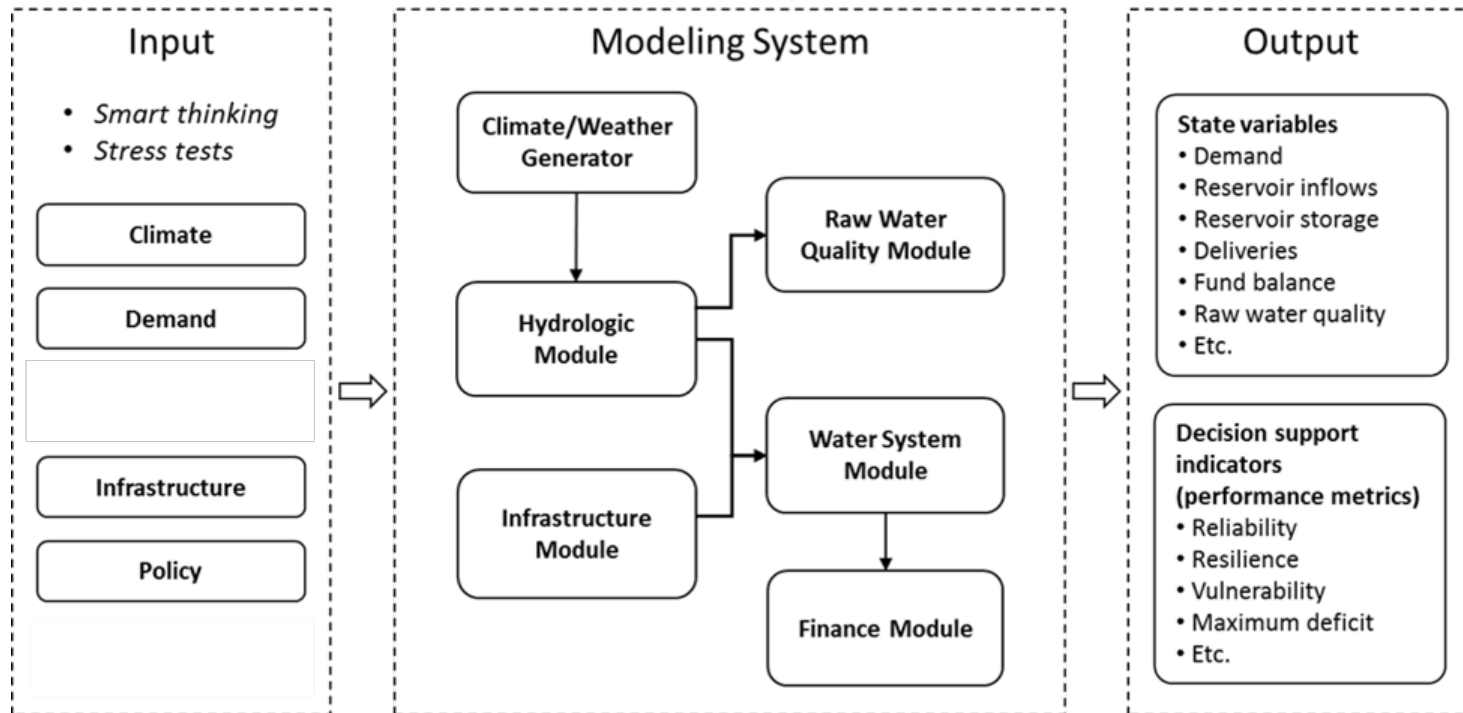 Input
• Smart thinking
• Stress tests
Climate
Demand
Infrastructure
Policy
Modeling System
Climate/Weather
Generator
Hydrologic
Module
Infrastructure
Module
Raw Water
Quality Module
Water System
Module
Finance Module
Output
State variables
• Demand
• Reservoir inflows
• Reservoir storage
• Deliveries
• Fund balance
• Raw water quality
• Etc.
Decision support
indicators
(performance metrics)
• Reliability
• Resilience
• Vulnerability
• Maximum deficit
• Etc.